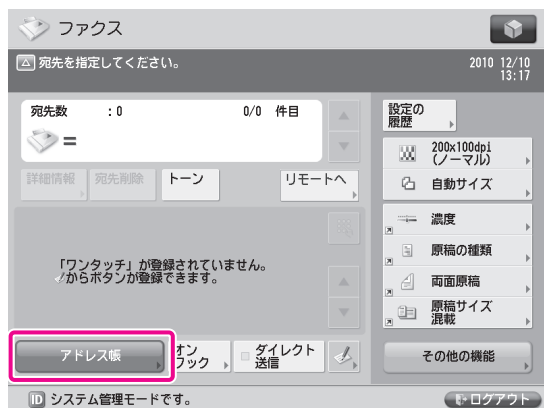 ファクス
宛先を指定してください。
2010 12/10
13:17
宛先数 :0 0/0 件目
=
詳細情報
宛先削除
トーン
リモートへ
「ワンタッチ」が登録されていません。
からボタンが登録できます。
アドレス帳
オン
フック
ダイレクト
送信
設定の
履歴
200x100dpi
(ノーマル)
自動サイズ
濃度
原稿の種類
両面原稿
原稿サイズ
混載
その他の機能
ID システム管理モードです。
ログアウト